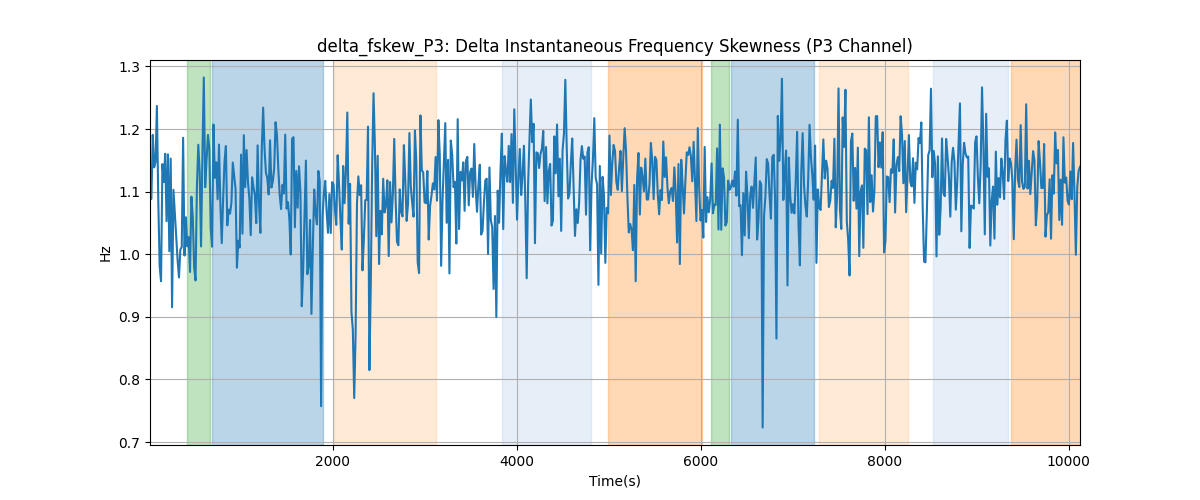 delta_fskew_P3: Delta Instantaneous Frequency Skewness (P3 Channel)
1.3
1.2
1.1
1.0
0.9
0.8
0.7
Hz
2000 4000 6000 8000 10000
Time(s)